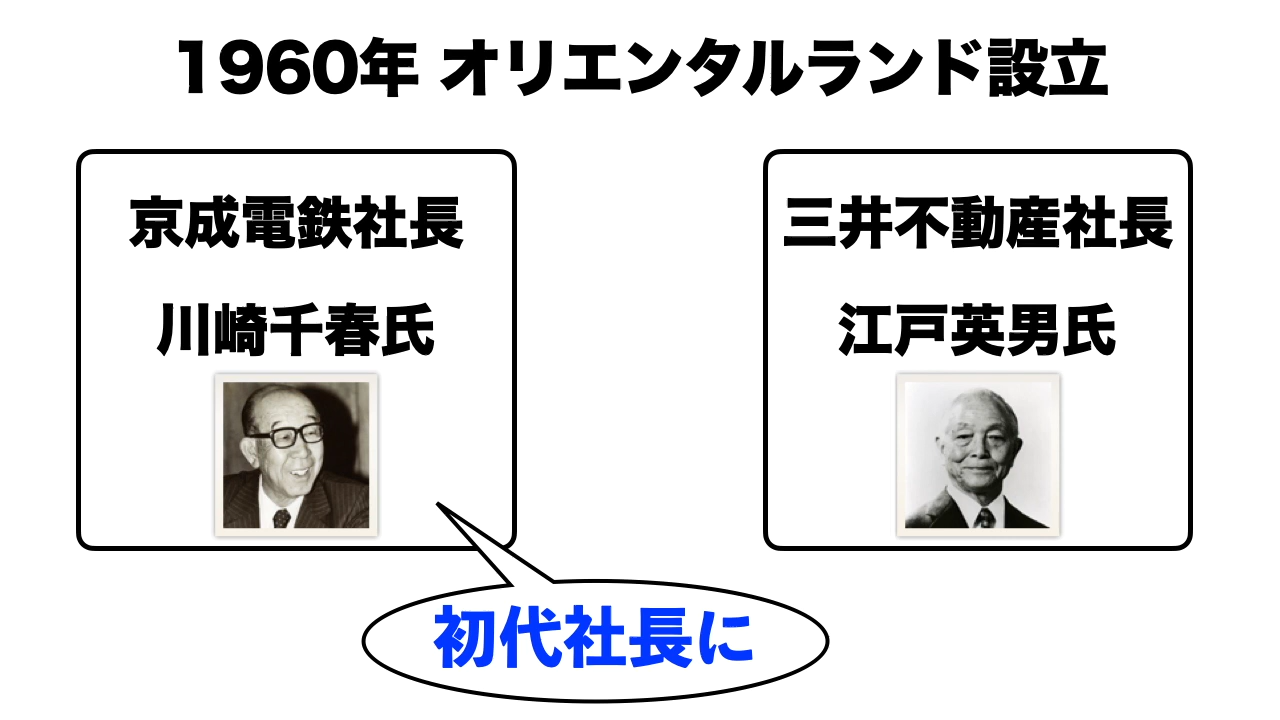 1960年 オリエンタルランド設立
京成電鉄社長
川崎千春氏
三井不動産社長
江戸英男氏
初代社長に